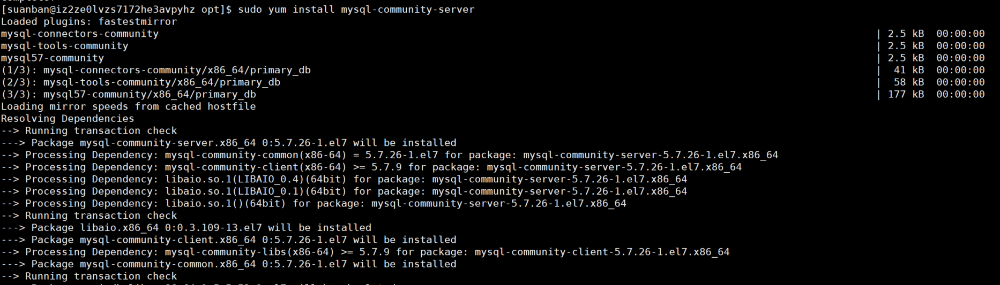 [suanban@iz2ze0lvzs7172he3avpyhz opt]$ sudo yum install mysql-community-server
Loaded plugins: fastestmirror
mysql-connectors-community | 2.5 kB 00:00:00
mysql-tools-community | 2.5 kB 00:00:00
mysql57-community | 2.5 kB 00:00:00
(1/3): mysql-connectors-community/x86_64/primary_db | 41 kB 00:00:00
(2/3): mysql-tools-community/x86_64/primary_db | 58 kB 00:00:00
(3/3): mysql57-community/x86_64/primary_db | 177 kB 00:00:00
Loading mirror speeds from cached hostfile
Resolving Dependencies
--> Running transaction check
---> Package mysql-community-server.x86_64 0:5.7.26-1.el7 will be installed
--> Processing Dependency: mysql-community-common(x86-64) = 5.7.26-1.el7 for package: mysql-community-server-5.7.26-1.el7.x86_64
--> Processing Dependency: mysql-community-client(x86-64) >= 5.7.9 for package: mysql-community-server-5.7.26-1.el7.x86_64
--> Processing Dependency: libaio.so.1(LIBAIO_0.4)(64bit) for package: mysql-community-server-5.7.26-1.el7.x86_64
--> Processing Dependency: libaio.so.1(LIBAIO_0.1)(64bit) for package: mysql-community-server-5.7.26-1.el7.x86_64
--> Processing Dependency: libaio.so.1()(64bit) for package: mysql-community-server-5.7.26-1.el7.x86_64
--> Running transaction check
---> Package libaio.x86_64 0:0.3.109-13.el7 will be installed
---> Package mysql-community-client.x86_64 0:5.7.26-1.el7 will be installed
--> Processing Dependency: mysql-community-libs(x86-64) >= 5.7.9 for package: mysql-community-client-5.7.26-1.el7.x86_64
---> Package mysql-community-common.x86_64 0:5.7.26-1.el7 will be installed
--> Running transaction check